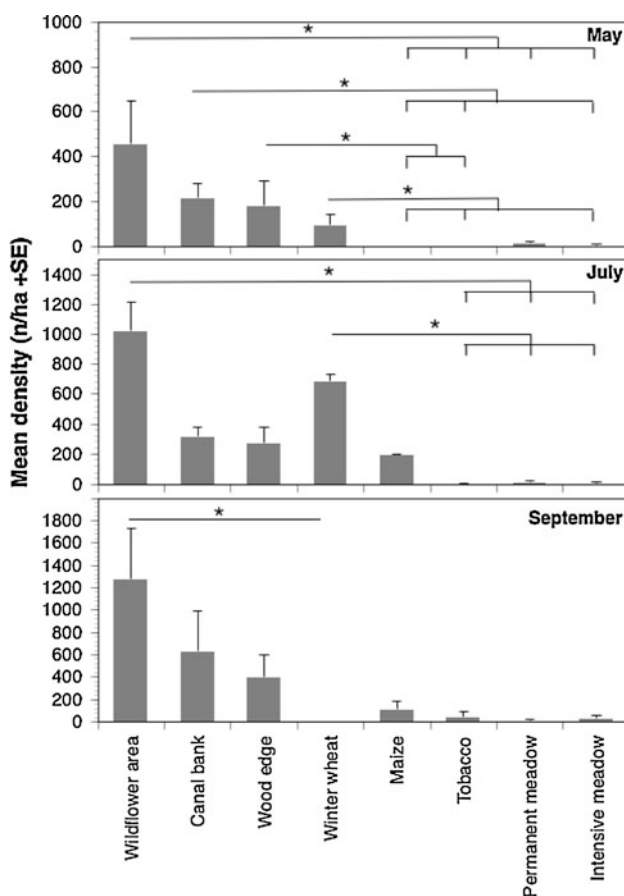 Mean density (n/ha +SE)
1000
800
600
400
200
0
May
*
*
*
*
1400
1200
1000
800
600
400
200
0
July
*
*
1800
1600
1400
1200
1000
800
600
400
200
0
September
*
Wildflower area
Canal bank
Wood edge
Winter wheat
Maize
Tobacco
Permanent meadow
Intensive meadow